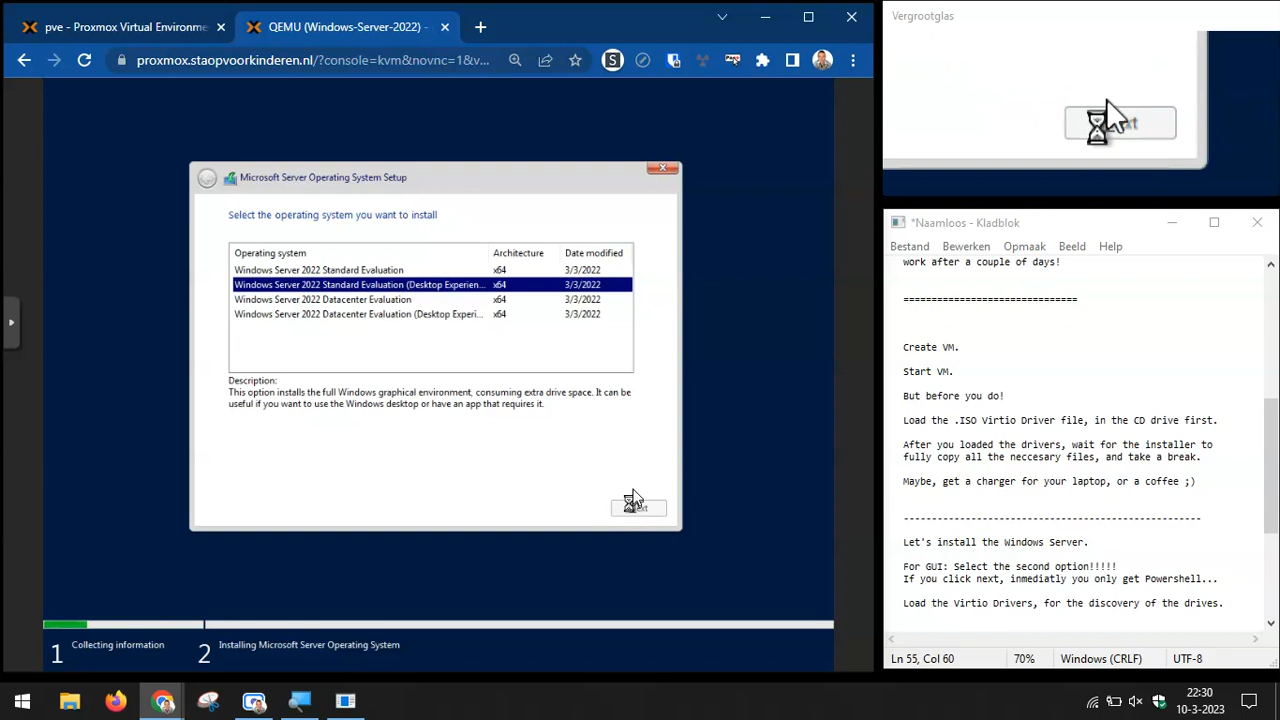 pve - Proxmox Virtual Environme
QEMU (Windows-Server-2022) -
proxmox.staopvoorkinderen.nl/?console=kvm&novnc=1&v...
Microsoft Server Operating System Setup
Select the operating system you want to install
Operating system Architecture Date modified
Windows Server 2022 Standard Evaluation x64 3/3/2022
Windows Server 2022 Standard Evaluation (Desktop Experien... x64 3/3/2022
Windows Server 2022 Datacenter Evaluation x64 3/3/2022
Windows Server 2022 Datacenter Evaluation (Desktop Experi... x64 3/3/2022
Description:
This option installs the full Windows graphical environment, consuming extra drive space. It can be
useful if you want to use the Windows desktop or have an app that requires it.
1 Collecting information 2 Installing Microsoft Server Operating System
Vergrootglas
*Naamloos - Kladblok
Bestand Bewerken Opmaak Beeld Help
work after a couple of days!
===============================
Create VM.
Start VM.
But before you do!
Load the .ISO Virtio Driver file, in the CD drive first.
After you loaded the drivers, wait for the installer to
fully copy all the neccesary files, and take a break.
Maybe, get a charger for your laptop, or a coffee ;)
-----------------------------------------------------
Let's install the Windows Server.
For GUI: Select the second option!!!!!
If you click next, inmediatly you only get Powershell...
Load the Virtio Drivers, for the discovery of the drives.
Ln 55, Col 60 70% Windows (CRLF) UTF-8
22:30
10-3-2023